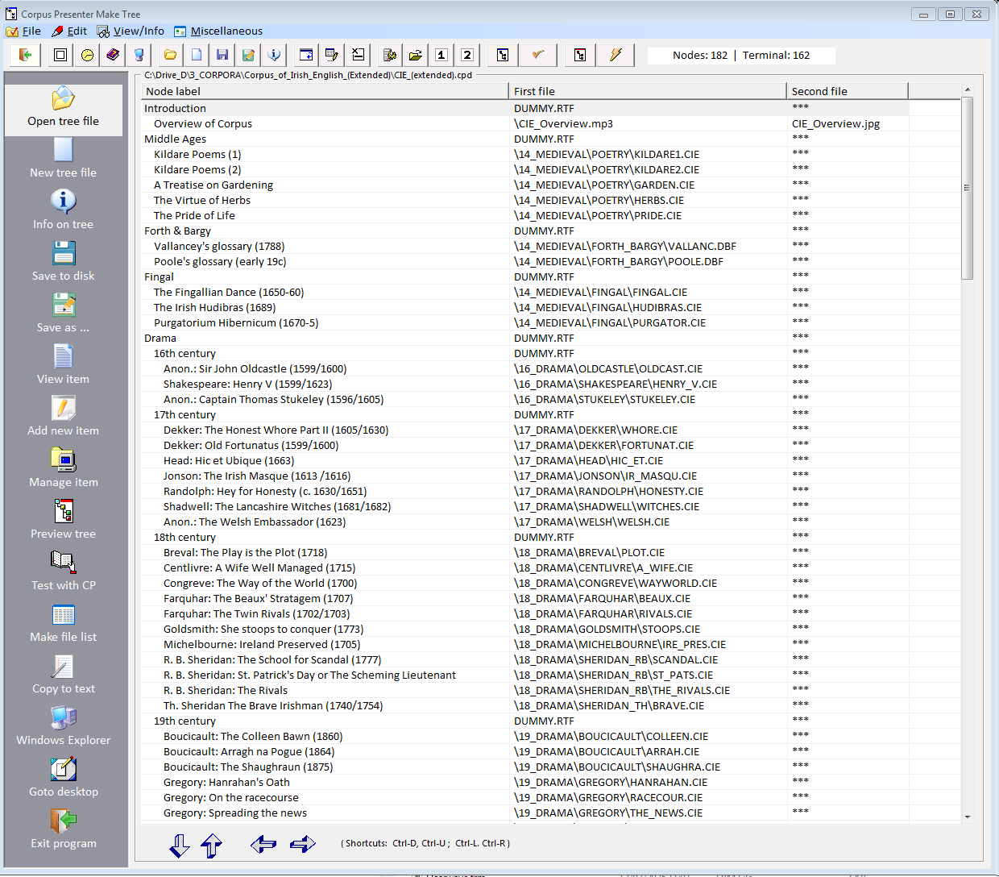 Corpus Presenter Make Tree
File Edit View/Info Miscellaneous
1 2 Nodes: 182 | Terminal: 162
C:\Drive_D\3_CORPORA\Corpus_of_Irish_English_(Extended)\CIE_(extended).cpd
Open tree file
New tree file
Info on tree
Save to disk
Save as ...
View item
Add new item
Manage item
Preview tree
Test with CP
Make file list
Copy to text
Windows Explorer
Goto desktop
Exit program
Node label First file Second file
Introduction DUMMY.RTF ***
Overview of Corpus \CIE_Overview.mp3 CIE_Overview.jpg
Middle Ages DUMMY.RTF ***
Kildare Poems (1) \14_MEDIEVAL\POETRY\KILDARE1.CIE ***
Kildare Poems (2) \14_MEDIEVAL\POETRY\KILDARE2.CIE ***
A Treatise on Gardening \14_MEDIEVAL\POETRY\GARDEN.CIE ***
The Virtue of Herbs \14_MEDIEVAL\POETRY\HERBS.CIE ***
The Pride of Life \14_MEDIEVAL\POETRY\PRIDE.CIE ***
Forth & Bargy DUMMY.RTF ***
Vallancey's glossary (1788) \14_MEDIEVAL\FORTH_BARGY\VALLANC.DBF ***
Poole's glossary (early 19c) \14_MEDIEVAL\FORTH_BARGY\POOLE.DBF ***
Fingal DUMMY.RTF ***
The Fingallian Dance (1650-60) \14_MEDIEVAL\FINGAL\FINGAL.CIE ***
The Irish Hudibras (1689) \14_MEDIEVAL\FINGAL\HUDIBRAS.CIE ***
Purgatorium Hibernicum (1670-5) \14_MEDIEVAL\FINGAL\PURGATOR.CIE ***
Drama DUMMY.RTF ***
16th century DUMMY.RTF ***
Anon.: Sir John Oldcastle (1599/1600) \16_DRAMA\OLDCASTLE\OLDCAST.CIE ***
Shakespeare: Henry V (1599/1623) \16_DRAMA\SHAKESPEARE\HENRY_V.CIE ***
Anon.: Captain Thomas Stukeley (1596/1605) \16_DRAMA\STUKELEY\STUKELEY.CIE ***
17th century DUMMY.RTF ***
Dekker: The Honest Whore Part II (1605/1630) \17_DRAMA\DEKKER\WHORE.CIE ***
Dekker: Old Fortunatus (1599/1600) \17_DRAMA\DEKKER\FORTUNAT.CIE ***
Head: Hic et Ubique (1663) \17_DRAMA\HEAD\HIC_ET.CIE ***
Jonson: The Irish Masque (1613 /1616) \17_DRAMA\JONSON\IR_MASQU.CIE ***
Randolph: Hey for Honesty (c. 1630/1651) \17_DRAMA\RANDOLPH\HONESTY.CIE ***
Shadwell: The Lancashire Witches (1681/1682) \17_DRAMA\SHADWELL\WITCHES.CIE ***
Anon.: The Welsh Embassador (1623) \17_DRAMA\WELSH\WELSH.CIE ***
18th century DUMMY.RTF ***
Breval: The Play is the Plot (1718) \18_DRAMA\BREVAL\PLOT.CIE ***
Centlivre: A Wife Well Managed (1715) \18_DRAMA\CENTLIVRE\A_WIFE.CIE ***
Congreve: The Way of the World (1700) \18_DRAMA\CONGREVE\WAYWORLD.CIE ***
Farquhar: The Beaux' Stratagem (1707) \18_DRAMA\FARQUHAR\BEAUX.CIE ***
Farquhar: The Twin Rivals (1702/1703) \18_DRAMA\FARQUHAR\RIVALS.CIE ***
Goldsmith: She stoops to conquer (1773) \18_DRAMA\GOLDSMITH\STOOPS.CIE ***
Michelbourne: Ireland Preserved (1705) \18_DRAMA\MICHELBOURNE\IRE_PRES.CIE ***
R. B. Sheridan: The School for Scandal (1777) \18_DRAMA\SHERIDAN_RB\SCANDAL.CIE ***
R. B. Sheridan: St. Patrick's Day or The Scheming Lieutenant \18_DRAMA\SHERIDAN_RB\ST_PATS.CIE ***
R. B. Sheridan: The Rivals \18_DRAMA\SHERIDAN_RB\THE_RIVALS.CIE ***
Th. Sheridan The Brave Irishman (1740/1754) \18_DRAMA\SHERIDAN_TH\BRAVE.CIE ***
19th century DUMMY.RTF ***
Boucicault: The Colleen Bawn (1860) \19_DRAMA\BOUCICAULT\COLLEEN.CIE ***
Boucicault: Arragh na Pogue (1864) \19_DRAMA\BOUCICAULT\ARRAH.CIE ***
Boucicault: The Shaughraun (1875) \19_DRAMA\BOUCICAULT\SHAUGHRA.CIE ***
Gregory: Hanrahan's Oath \19_DRAMA\GREGORY\HANRAHAN.CIE ***
Gregory: On the racecourse \19_DRAMA\GREGORY\RACECOUR.CIE ***
Gregory: Spreading the news \19_DRAMA\GREGORY\THE_NEWS.CIE ***
( Shortcuts: Ctrl-D, Ctrl-U ; Ctrl-L. Ctrl-R )